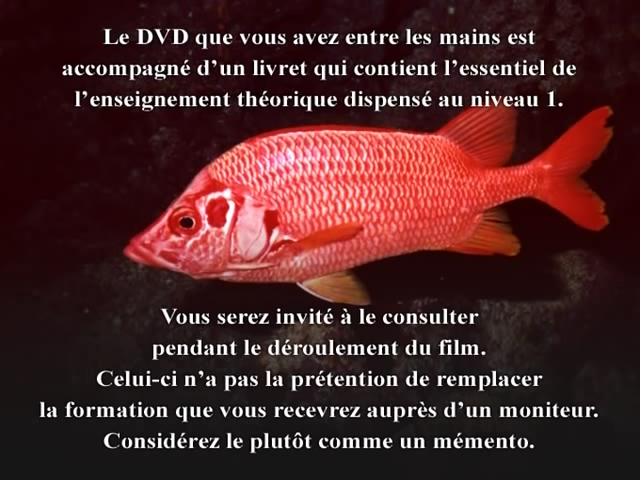 Le DVD que vous avez entre les mains est
accompagné d’un livret qui contient l’essentiel de
l’enseignement théorique dispensé au niveau 1.
Vous serez invité à le consulter
pendant le déroulement du film.
Celui-ci n’a pas la prétention de remplacer
la formation que vous recevrez auprès d’un moniteur.
Considérez le plutôt comme un mémento.